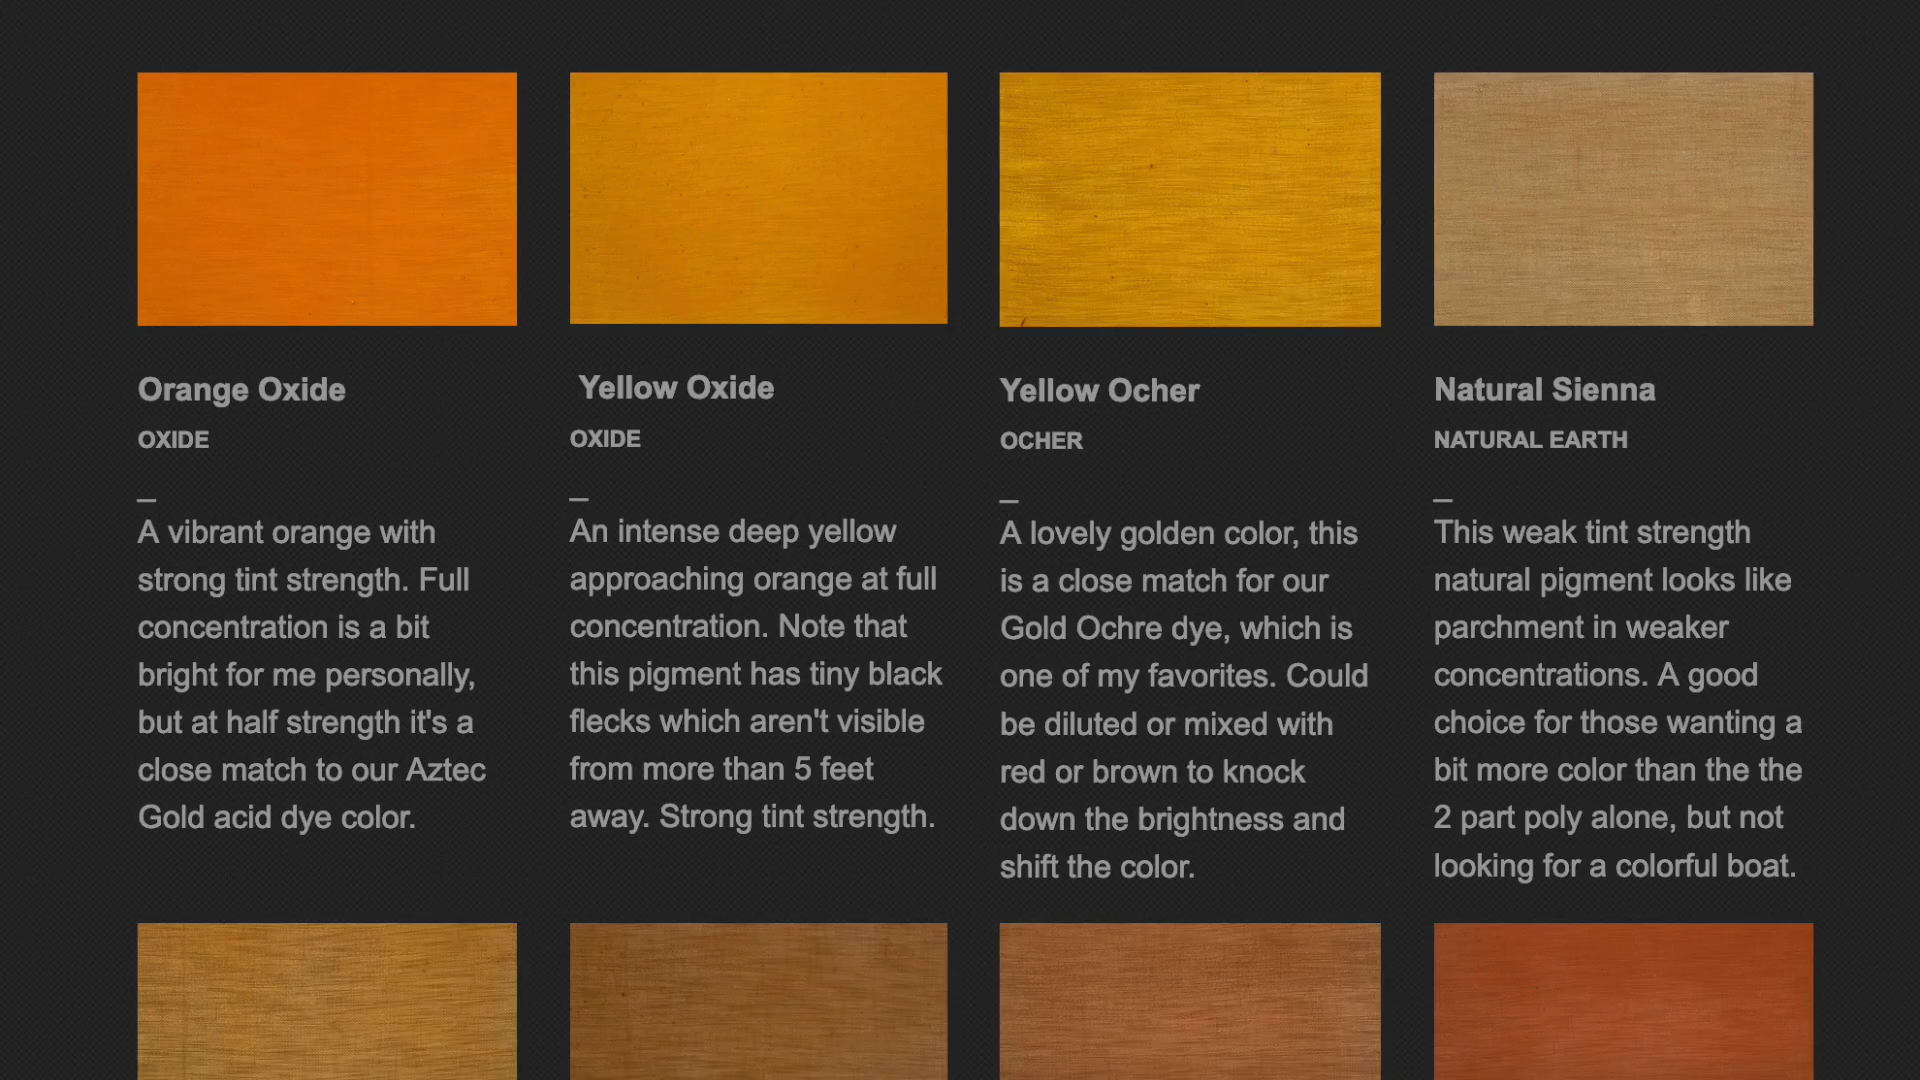 Orange Oxide
OXIDE
_
A vibrant orange with
strong tint strength. Full
concentration is a bit
bright for me personally,
but at half strength it's a
close match to our Aztec
Gold acid dye color.
Yellow Oxide
OXIDE
_
An intense deep yellow
approaching orange at full
concentration. Note that
this pigment has tiny black
flecks which aren't visible
from more than 5 feet
away. Strong tint strength.
Yellow Ocher
OCHER
_
A lovely golden color, this
is a close match for our
Gold Ochre dye, which is
one of my favorites. Could
be diluted or mixed with
red or brown to knock
down the brightness and
shift the color.
Natural Sienna
NATURAL EARTH
_
This weak tint strength
natural pigment looks like
parchment in weaker
concentrations. A good
choice for those wanting a
bit more color than the the
2 part poly alone, but not
looking for a colorful boat.